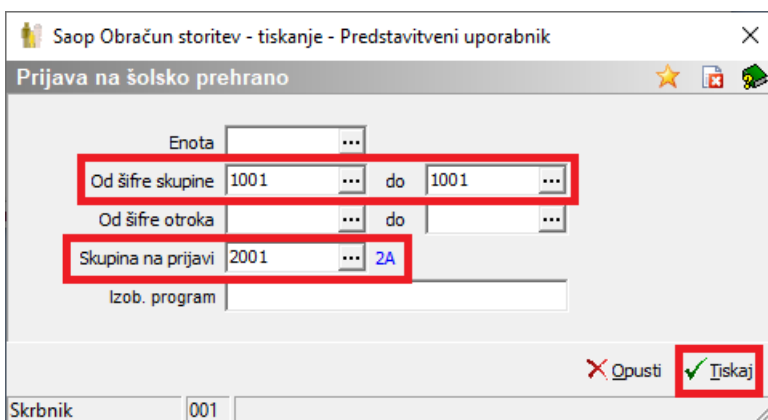 Saop Obračun storitev - tiskanje - Predstavitveni uporabnik
Prijava na šolsko prehrano
Enota ...
Od šifre skupine 1001 ... do 1001 ...
Od šifre otroka ... do ...
Skupina na prijavi 2001 ... 2A
Izob. program
Opusti Tiskaj
Skrbnik 001